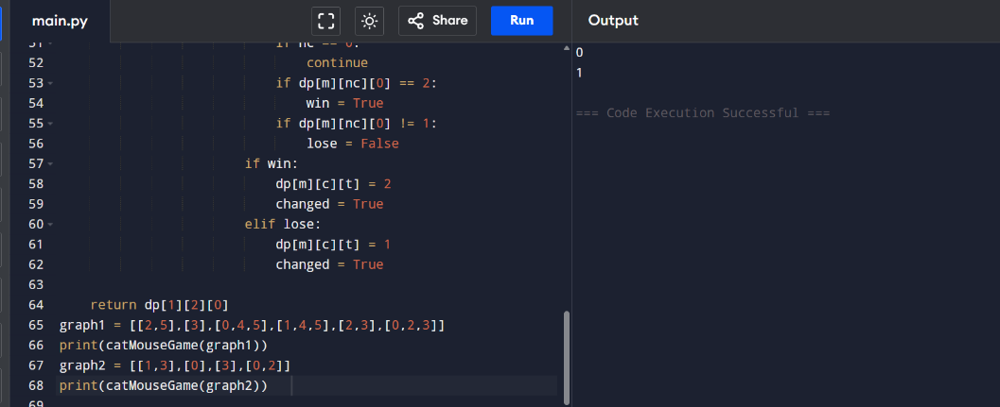 main.py
Share
Run
Output
51 if nc == 0:
52 continue
53 if dp[m][nc][0] == 2:
54 win = True
55 if dp[m][nc][0] != 1:
56 lose = False
57 if win:
58 dp[m][c][t] = 2
59 changed = True
60 elif lose:
61 dp[m][c][t] = 1
62 changed = True
63
64 return dp[1][2][0]
65 graph1 = [[2,5],[3],[0,4,5],[1,4,5],[2,3],[0,2,3]]
66 print(catMouseGame(graph1))
67 graph2 = [[1,3],[0],[3],[0,2]]
68 print(catMouseGame(graph2))
69
0
1
=== Code Execution Successful ===